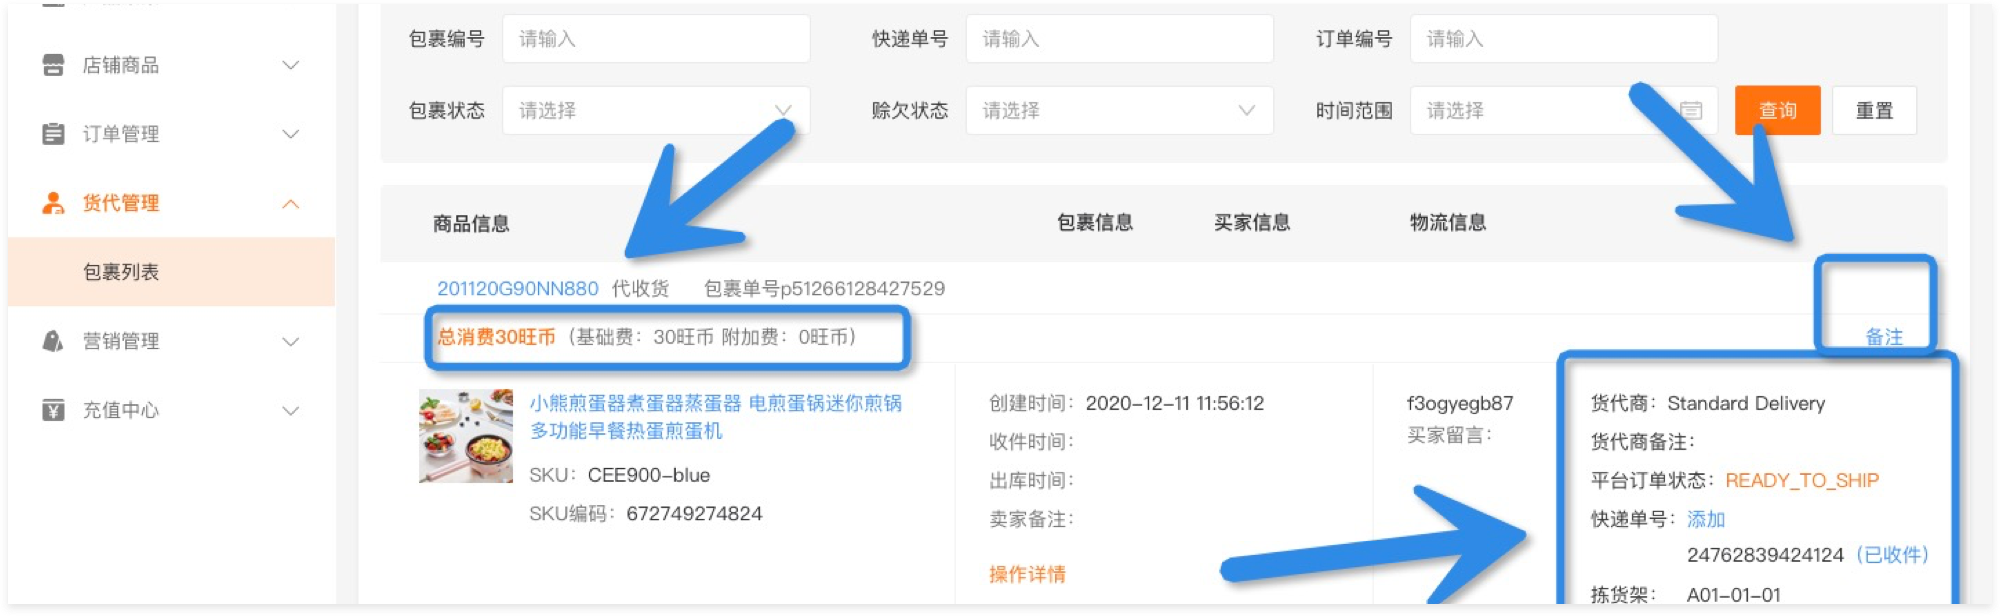 店铺商品
订单管理
货代管理
包裹列表
营销管理
充值中心
包裹编号 请输入 快递单号 请输入 订单编号 请输入
包裹状态 请选择 赊欠状态 请选择 时间范围 请选择 查询 重置
商品信息 包裹信息 买家信息 物流信息
201120G90NN880 代收货 包裹单号p51266128427529
总消费30旺币（基础费：30旺币 附加费：0旺币） 备注
小熊煎蛋器煮蛋器蒸蛋器 电煎蛋锅迷你煎锅
多功能早餐热蛋煎蛋机
SKU：CEE900-blue
SKU编码：672749274824
创建时间：2020-12-11 11:56:12
收件时间：
出库时间：
卖家备注：
操作详情
f3ogyegb87
买家留言：
货代商：Standard Delivery
货代商备注：
平台订单状态：READY_TO_SHIP
快递单号：添加
24762839424124（已收件）
拣货架：A01-01-01